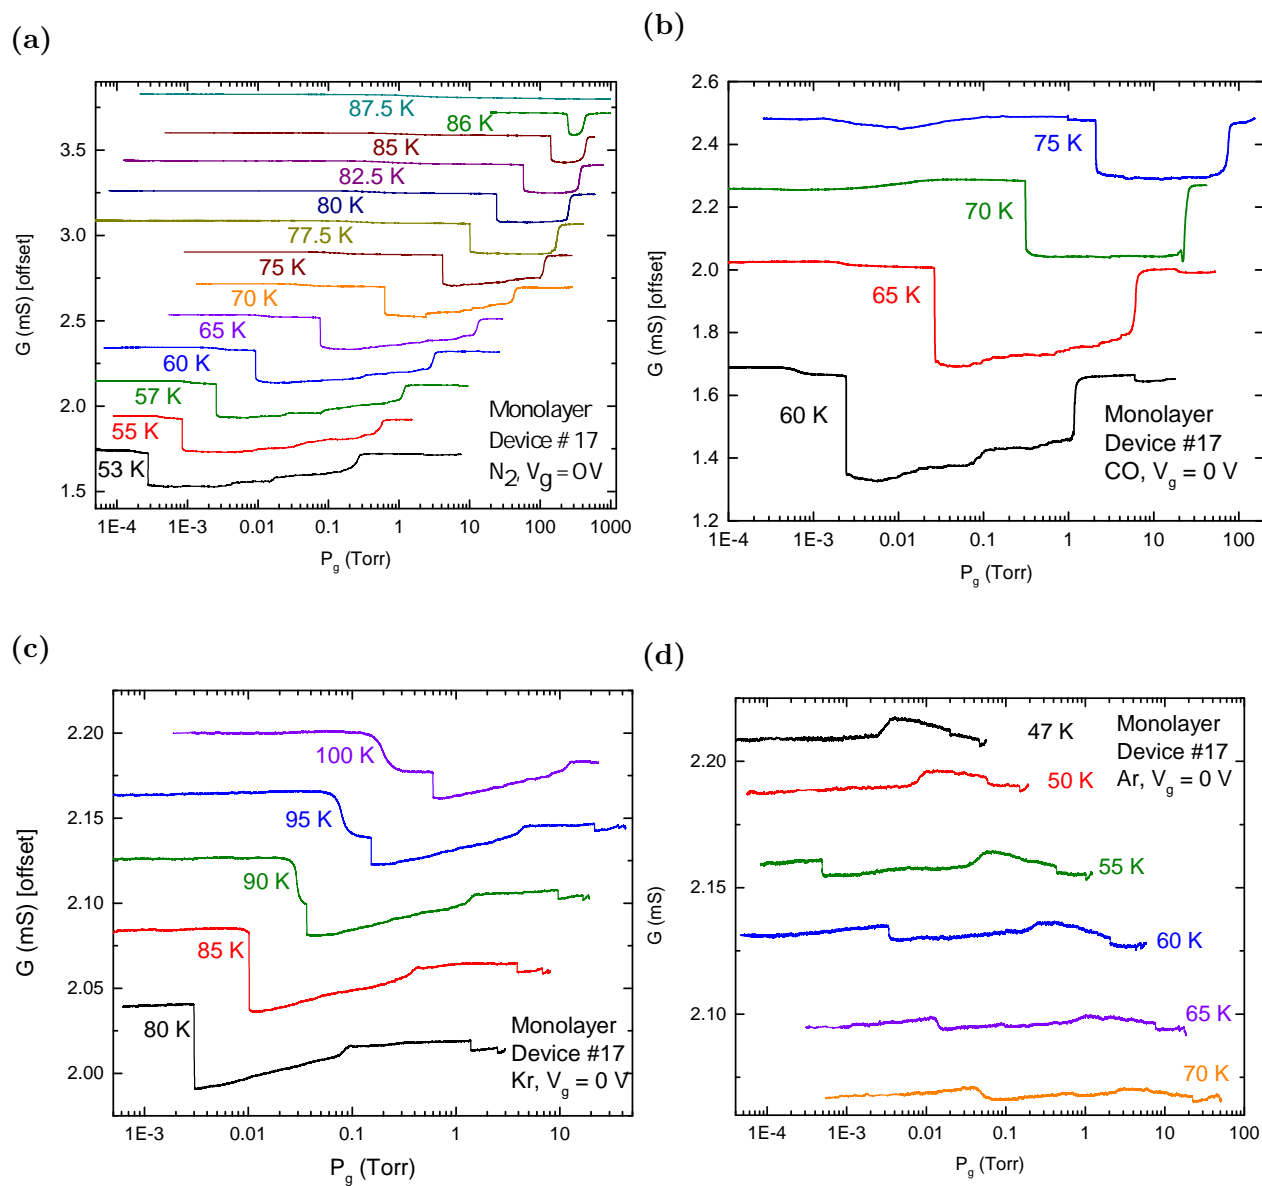 (a)
87.5 K
86 K
85 K
82.5 K
80 K
77.5 K
75 K
70 K
65 K
60 K
57 K
55 K
53 K
3.5
3.0
2.5
2.0
1.5
G (mS) [offset]
Monolayer
Device # 17
N2, Vg = 0 V
1E-4 1E-3 0.01 0.1 1 10 100 1000
Pg (Torr)
(b)
2.6
2.4
2.2
2.0
1.8
1.6
1.4
1.2
G (mS) [offset]
75 K
70 K
65 K
60 K
Monolayer
Device #17
CO, Vg = 0 V
1E-4 1E-3 0.01 0.1 1 10 100
Pg (Torr)
(c)
2.20
2.15
2.10
2.05
2.00
G (mS) [offset]
100 K
95 K
90 K
85 K
80 K
Monolayer
Device #17
Kr, Vg = 0 V
1E-3 0.01 0.1 1 10
Pg (Torr)
(d)
2.20
2.15
2.10
G (mS)
47 K
50 K
55 K
60 K
65 K
70 K
Monolayer
Device #17
Ar, Vg = 0 V
1E-4 1E-3 0.01 0.1 1 10 100
Pg (Torr)